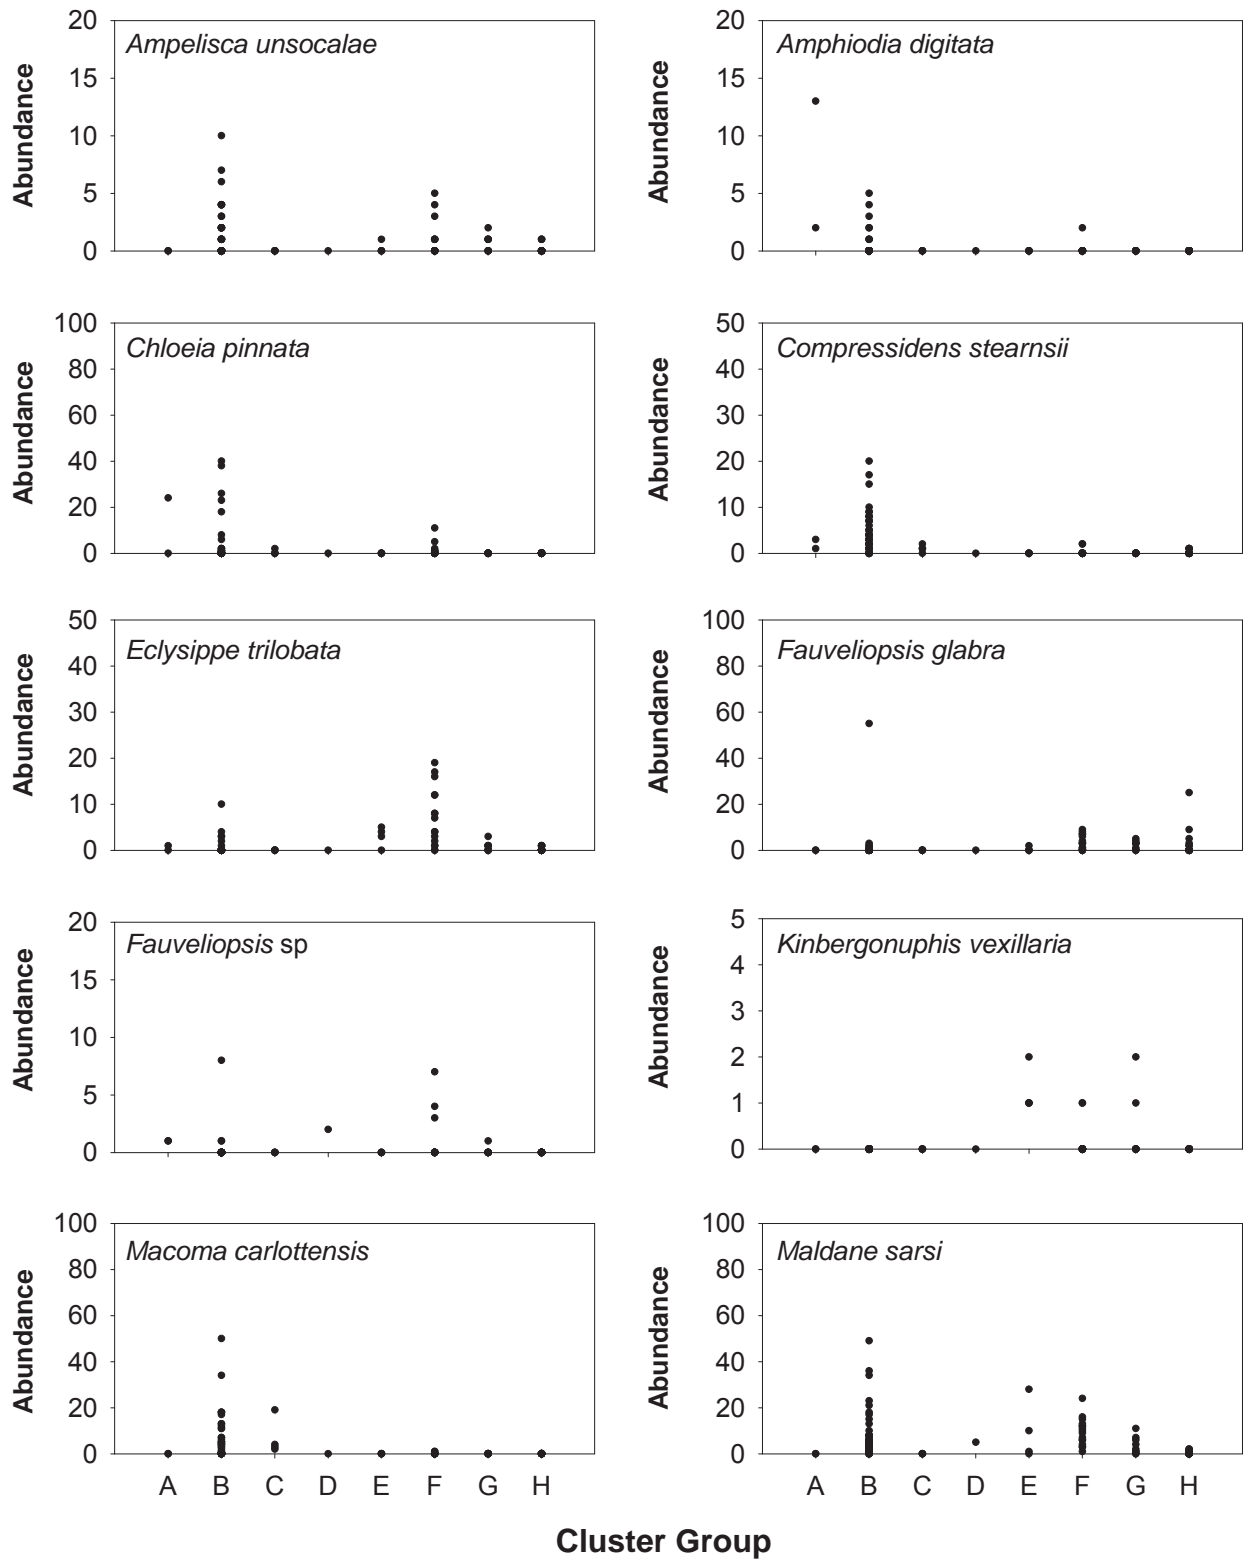 Ampelisca unsocalae
Abundance
20
15
10
5
0
Amphiodia digitata
Abundance
20
15
10
5
0
Chloeia pinnata
Abundance
100
80
60
40
20
0
Compressidens stearnsii
Abundance
50
40
30
20
10
0
Eclysippe trilobata
Abundance
50
40
30
20
10
0
Fauveliopsis glabra
Abundance
100
80
60
40
20
0
Fauveliopsis sp
Abundance
20
15
10
5
0
Kinbergonuphis vexillaria
Abundance
5
4
3
2
1
0
Macoma carlottensis
Abundance
100
80
60
40
20
0
A B C D E F G H
Maldane sarsi
Abundance
100
80
60
40
20
0
A B C D E F G H
Cluster Group